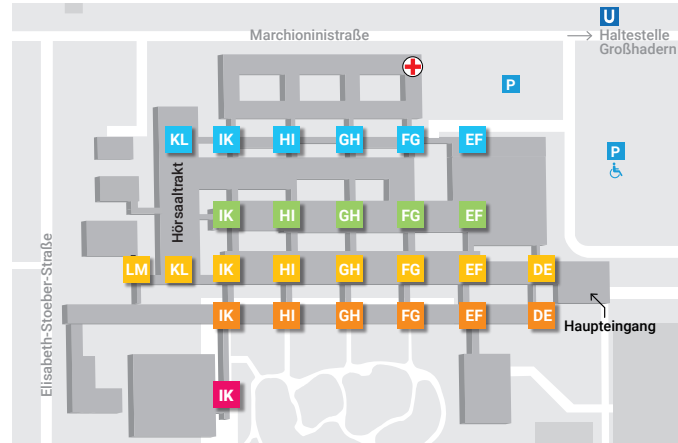 U
Marchioninistraße
Haltestelle
Großhadern
P
KL IK HI GH FG EF
P
Hörsaaltrakt
IK HI GH FG EF
LM KL IK HI GH FG EF DE
Elisabeth-Stoeber-Straße
IK HI GH FG EF DE
Haupteingang
IK